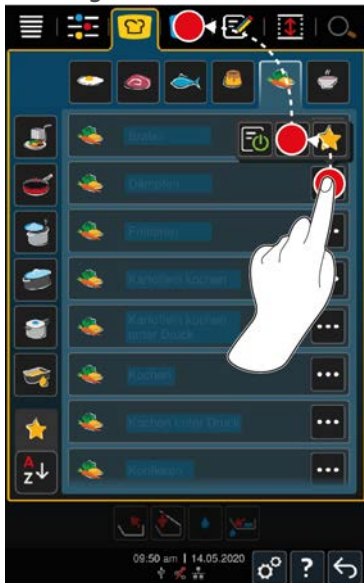 Braten
Dämpfen
Frittieren
Kartoffeln kochen
Kartoffeln kochen
unter Druck
Kochen
Kochen unter Druck
Konfieren
A
Z
09:50 am | 14.05.2020
?